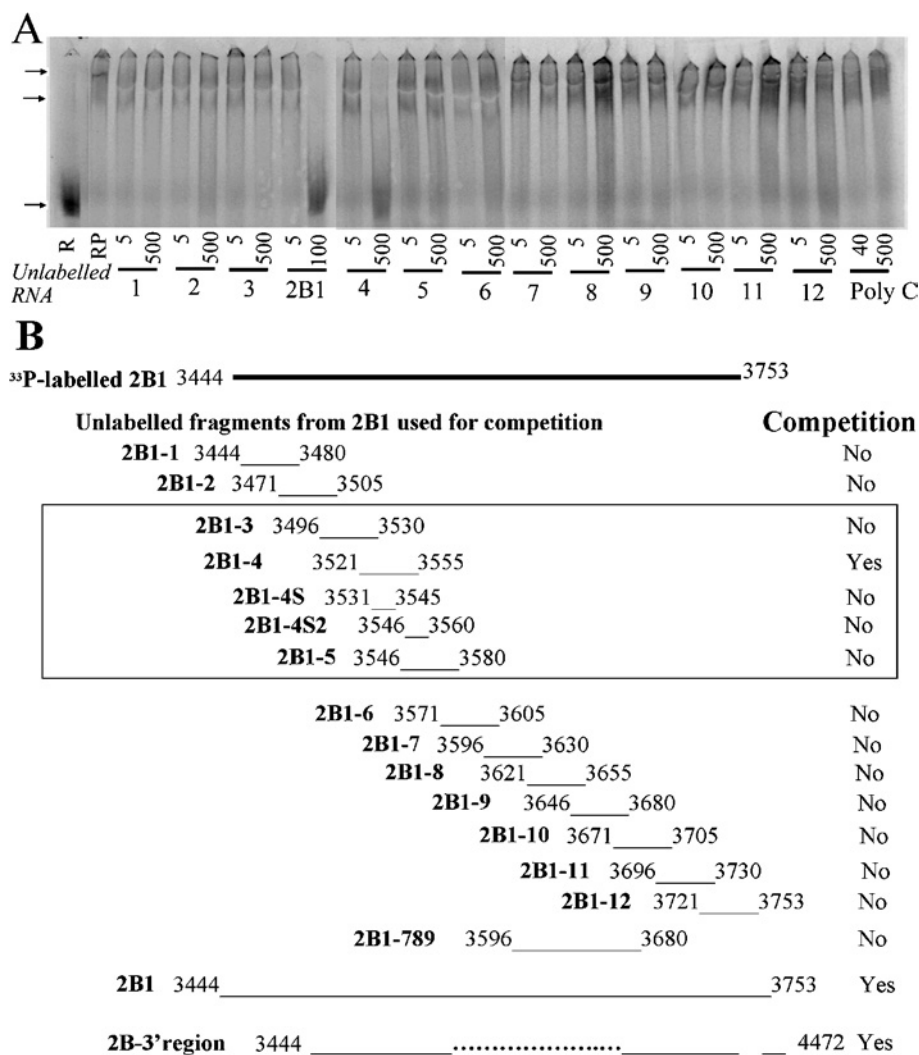 A
R RP 5 500 5 500 5 500 5 100 5 500 5 500 5 500 5 500 5 500 5 500 5 500 5 500 5 500 40 500
Unlabelled
RNA 1 2 3 2B1 4 5 6 7 8 9 10 11 12 Poly C
B
³³P-labelled 2B1 3444 3753
Unlabelled fragments from 2B1 used for competition Competition
2B1-1 3444 3480 No
2B1-2 3471 3505 No
2B1-3 3496 3530 No
2B1-4 3521 3555 Yes
2B1-4S 3531 3545 No
2B1-4S2 3546 3560 No
2B1-5 3546 3580 No
2B1-6 3571 3605 No
2B1-7 3596 3630 No
2B1-8 3621 3655 No
2B1-9 3646 3680 No
2B1-10 3671 3705 No
2B1-11 3696 3730 No
2B1-12 3721 3753 No
2B1-789 3596 3680 No
2B1 3444 3753 Yes
2B-3'region 3444 4472 Yes